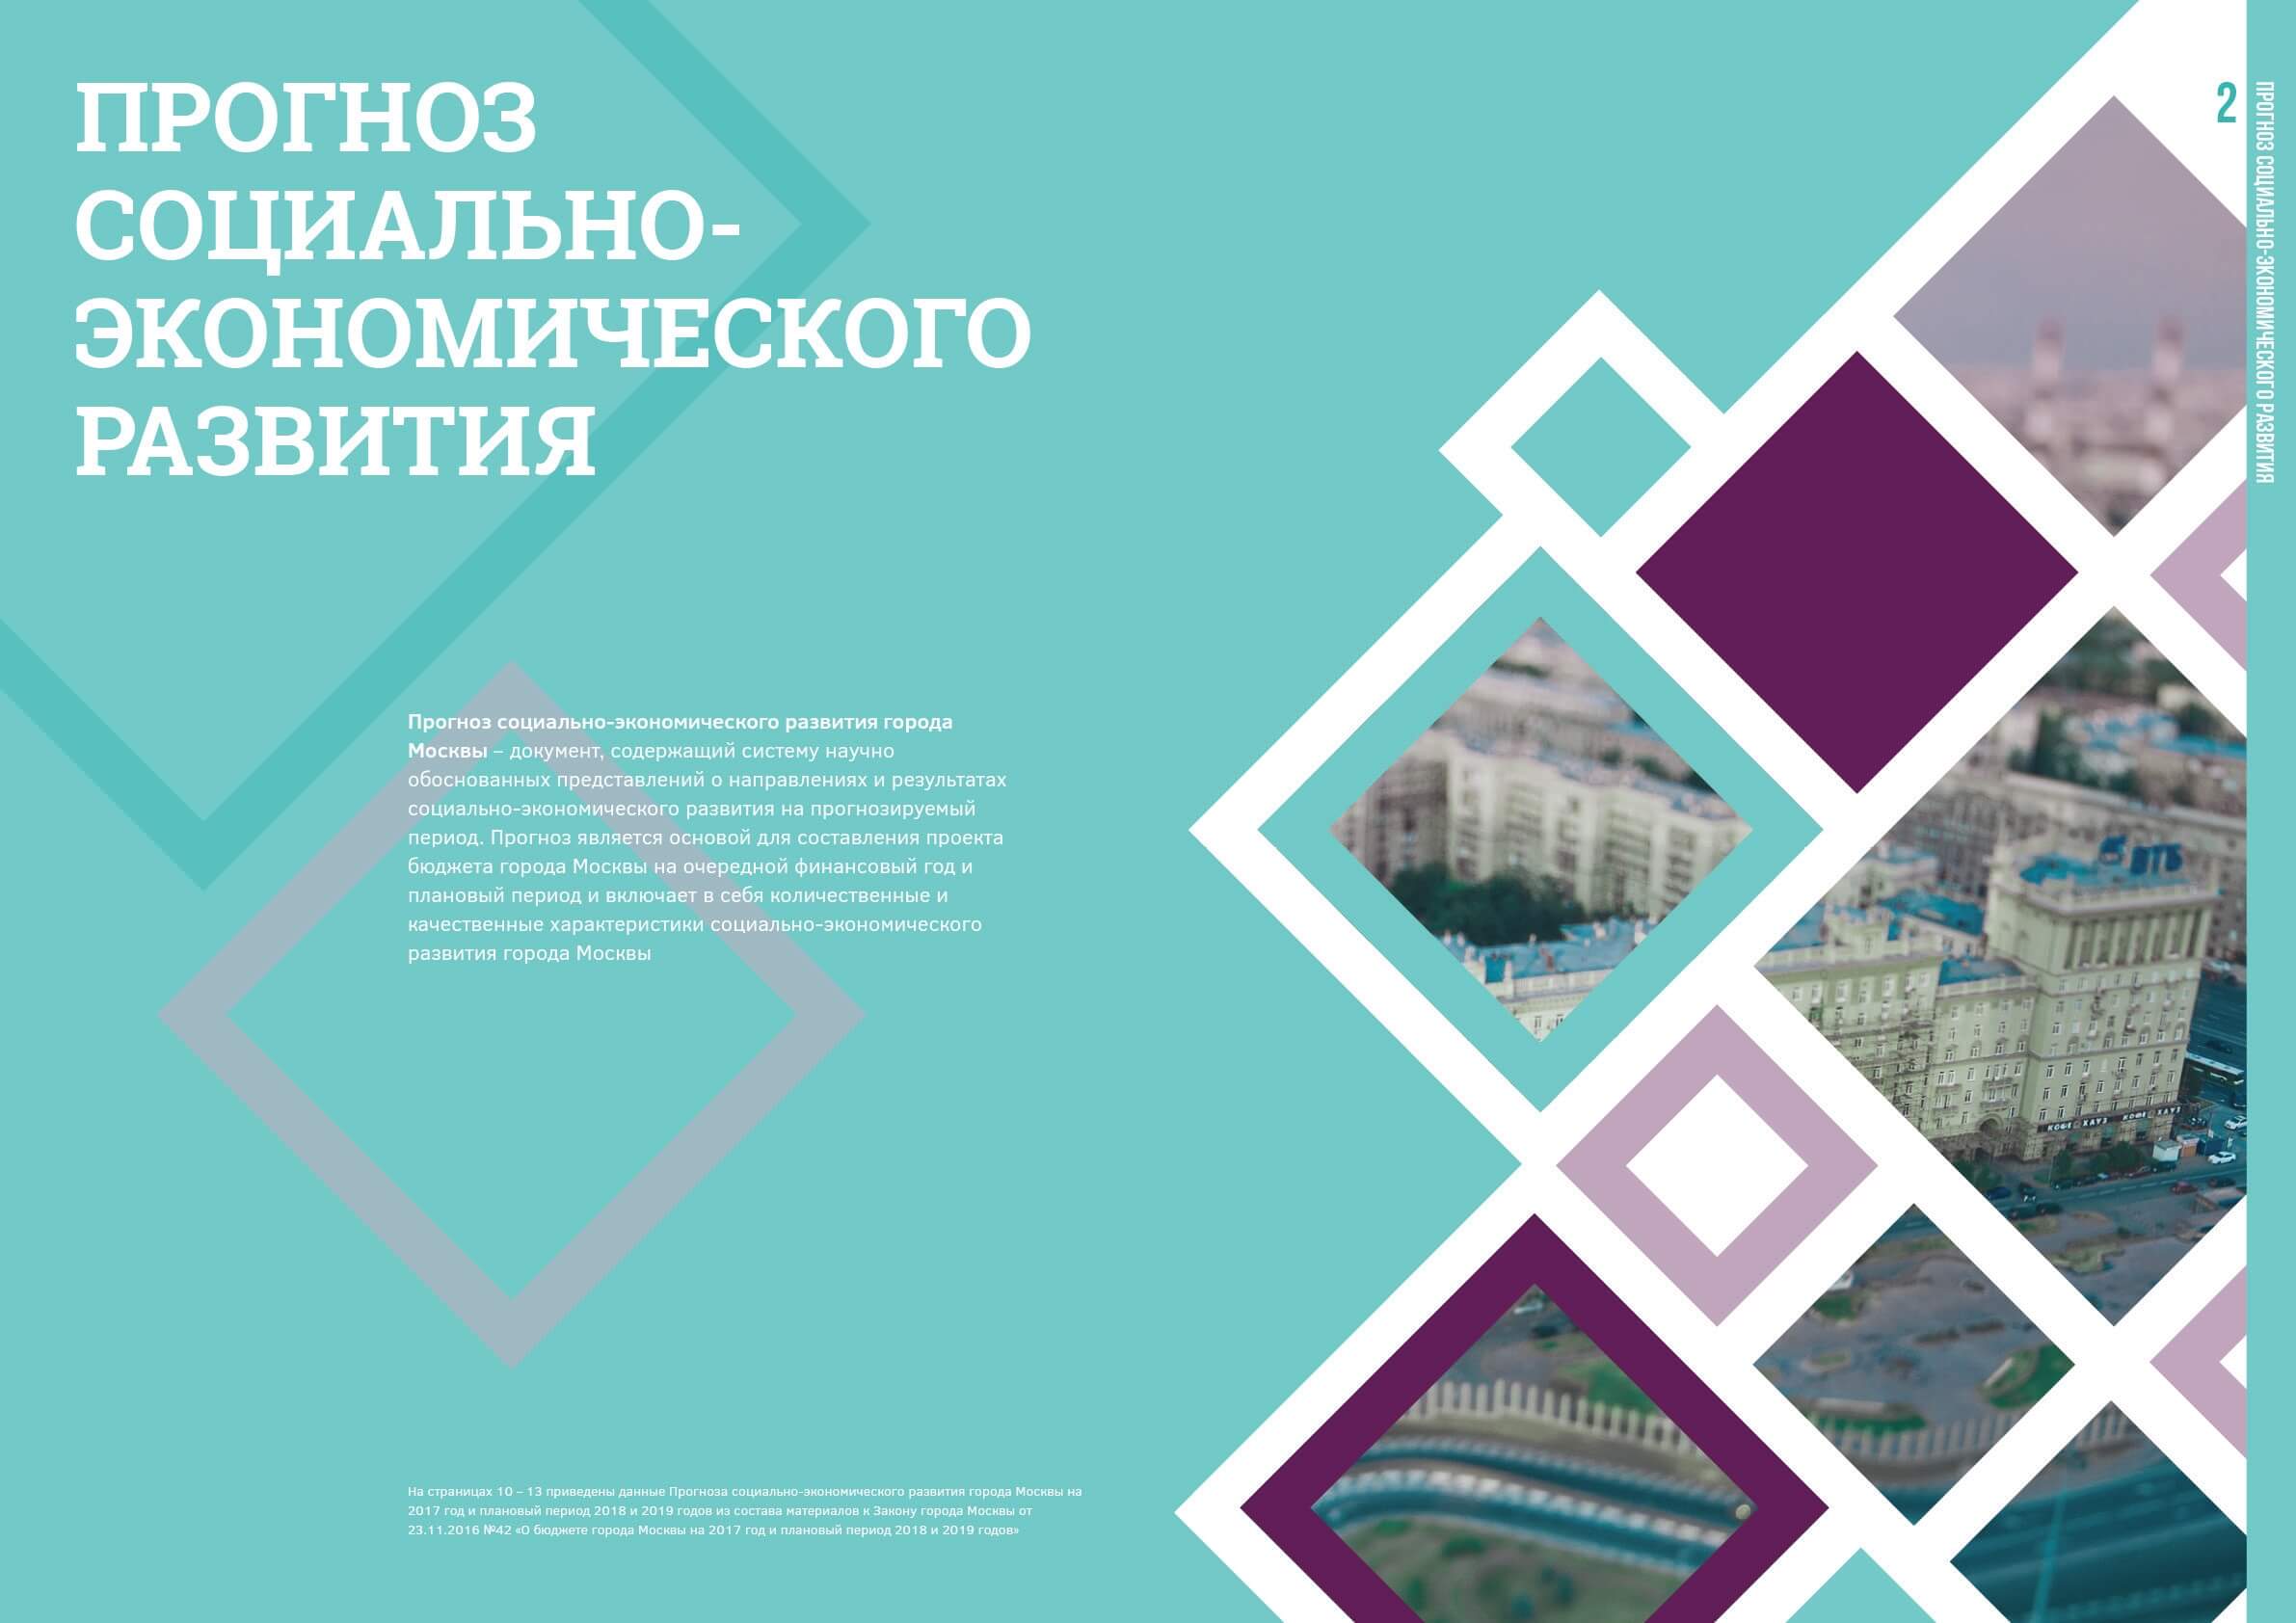 ПРОГНОЗ
СОЦИАЛЬНО-
ЭКОНОМИЧЕСКОГО
РАЗВИТИЯ
Прогноз социально-экономического развития города
Москвы – документ, содержащий систему научно
обоснованных представлений о направлениях и результатах
социально-экономического развития на прогнозируемый
период. Прогноз является основой для составления проекта
бюджета города Москвы на очередной финансовый год и
плановый период и включает в себя количественные и
качественные характеристики социально-экономического
развития города Москвы
На страницах 10 – 13 приведены данные Прогноза социально-экономического развития города Москвы на
2017 год и плановый период 2018 и 2019 годов из состава материалов к Закону города Москвы от
23.11.2016 №42 «О бюджете города Москвы на 2017 год и плановый период 2018 и 2019 годов»
2
ПРОГНОЗ СОЦИАЛЬНО-ЭКОНОМИЧЕСКОГО РАЗВИТИЯ
ВТБ
КОФЕ ХАУЗ КОФЕ ХАУЗ